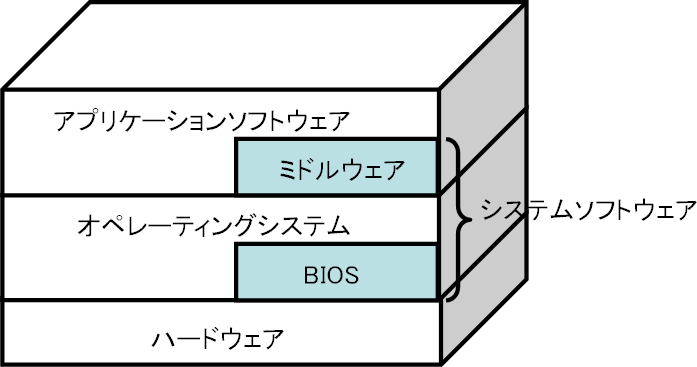 アプリケーションソフトウェア
ミドルウェア
システムソフトウェア
オペレーティングシステム
BIOS
ハードウェア